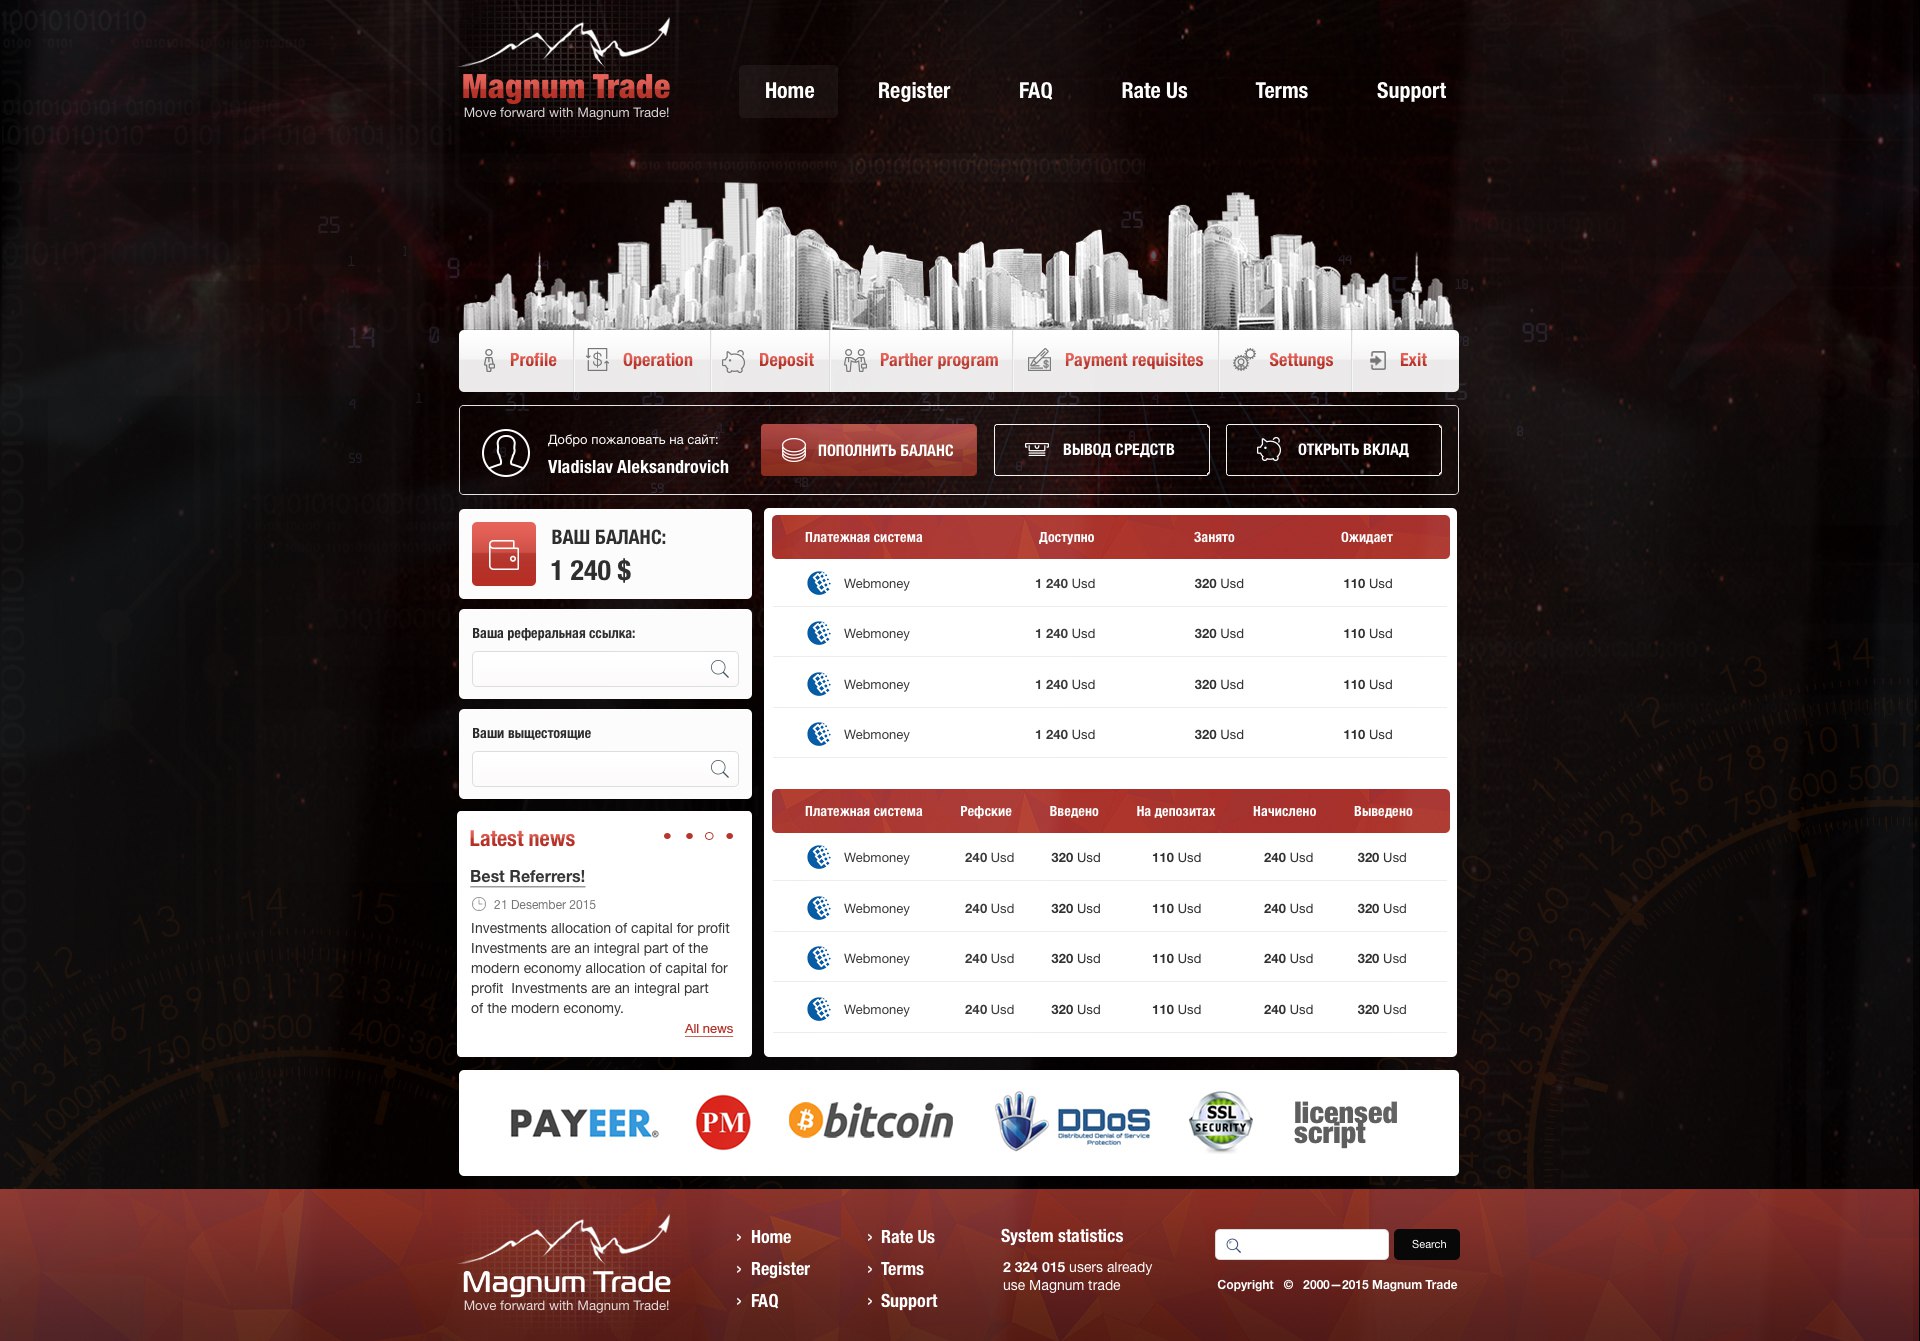 Magnum Trade
Move forward with Magnum Trade!
Home Register FAQ Rate Us Terms Support
Profile Operation Deposit Parther program Payment requisites Settungs Exit
Добро пожаловать на сайт:
Vladislav Aleksandrovich
ПОПОЛНИТЬ БАЛАНС ВЫВОД СРЕДСТВ ОТКРЫТЬ ВКЛАД
ВАШ БАЛАНС:
1 240 $
Ваша реферальная ссылка:
Ваши выщестоящие
Latest news
Best Referrers!
21 Desember 2015
Investments allocation of capital for profit
Investments are an integral part of the
modern economy allocation of capital for
profit Investments are an integral part
of the modern economy.
All news
Платежная система Доступно Занято Ожидает
Webmoney 1 240 Usd 320 Usd 110 Usd
Webmoney 1 240 Usd 320 Usd 110 Usd
Webmoney 1 240 Usd 320 Usd 110 Usd
Webmoney 1 240 Usd 320 Usd 110 Usd
Платежная система Рефские Введено На депозитах Начислено Выведено
Webmoney 240 Usd 320 Usd 110 Usd 240 Usd 320 Usd
Webmoney 240 Usd 320 Usd 110 Usd 240 Usd 320 Usd
Webmoney 240 Usd 320 Usd 110 Usd 240 Usd 320 Usd
Webmoney 240 Usd 320 Usd 110 Usd 240 Usd 320 Usd
PAYEER®
PM
bitcoin
DDoS
Distributed Denial of Service
Protection
SSL
SECURITY
licensed
script
Magnum Trade
Move forward with Magnum Trade!
› Home
› Register
› FAQ
› Rate Us
› Terms
› Support
System statistics
2 324 015 users already
use Magnum trade
Search
Copyright © 2000—2015 Magnum Trade